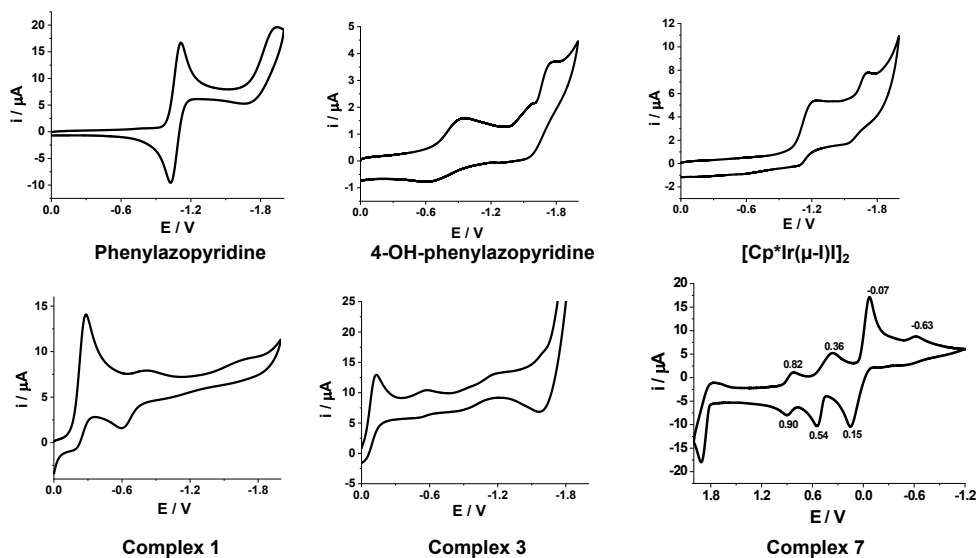 20
15
10
5
0
-5
-10
i / µA
0.0 -0.6 -1.2 -1.8
E / V
Phenylazopyridine
5
4
3
2
1
0
-1
i / µA
0.0 -0.6 -1.2 -1.8
E / V
4-OH-phenylazopyridine
12
10
8
6
4
2
0
-2
i / µA
0.0 -0.6 -1.2 -1.8
E / V
[Cp*Ir(µ-I)I]₂
15
10
5
0
i / µA
0.0 -0.6 -1.2 -1.8
E / V
Complex 1
25
20
15
10
5
0
-5
i / µA
0.0 -0.6 -1.2 -1.8
E / V
Complex 3
20
15
10
5
0
-5
-10
-15
-20
i / µA
-0.07
-0.63
0.36
0.82
0.90
0.54
0.15
1.8 1.2 0.6 0.0 -0.6 -1.2
E / V
Complex 7